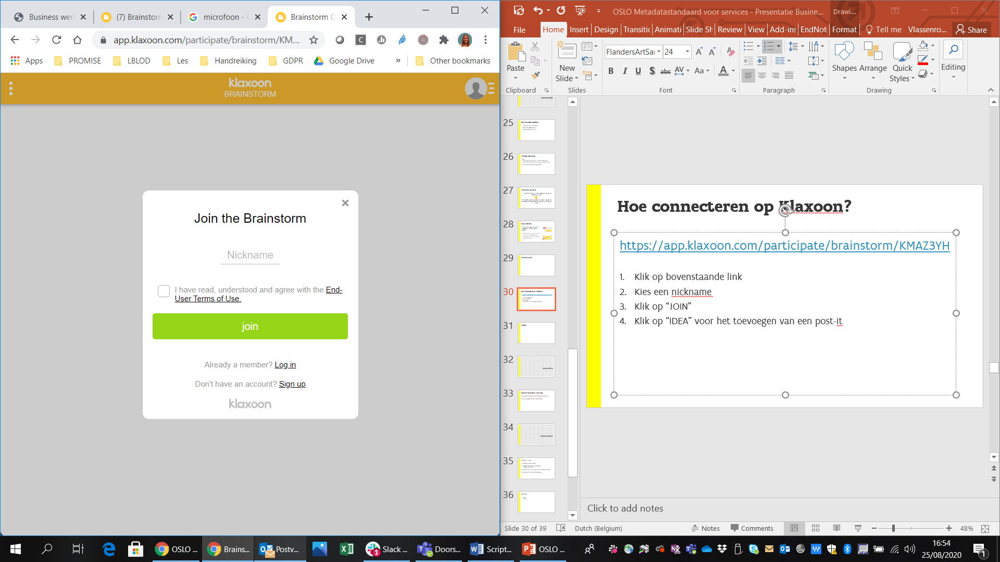 Business wer
(7) Brainstorm
microfoon - G
Brainstorm O
app.klaxoon.com/participate/brainstorm/KM...
Apps
PROMISE
LBLOD
Les
Handreiking
GDPR
Google Drive
»
Other bookmarks
klaxoon
BRAINSTORM
Join the Brainstorm
Nickname
I have read, understood and agree with the End-
User Terms of Use.
join
Already a member? Log in
Don't have an account? Sign up
klaxoon
OSLO Metadatastandaard voor services - Presentatie Busine...
Drawi...
File
Home
Insert
Design
Transitic
Animati
Slide Sh
Review
View
Add-ins
EndNot
Format
Tell me
Vlassenro...
Share
Paste
New
Slide
FlandersArtSa
24
Shapes
Arrange
Quick
Styles
Editing
Clipboard
Slides
Font
Paragraph
Drawing
25
26
27
28
29
30
31
32
33
34
35
36
Hoe connecteren op Klaxoon?
https://app.klaxoon.com/participate/brainstorm/KMAZ3YH
1. Klik op bovenstaande link
2. Kies een nickname
3. Klik op “JOIN”
4. Klik op “IDEA” voor het toevoegen van een post-it
Click to add notes
Slide 30 of 39
Dutch (Belgium)
Notes
Comments
48%
OSLO ...
Brains...
Postv...
Slack ...
Doors...
Script...
OSLO ...
16:54
25/08/2020
1